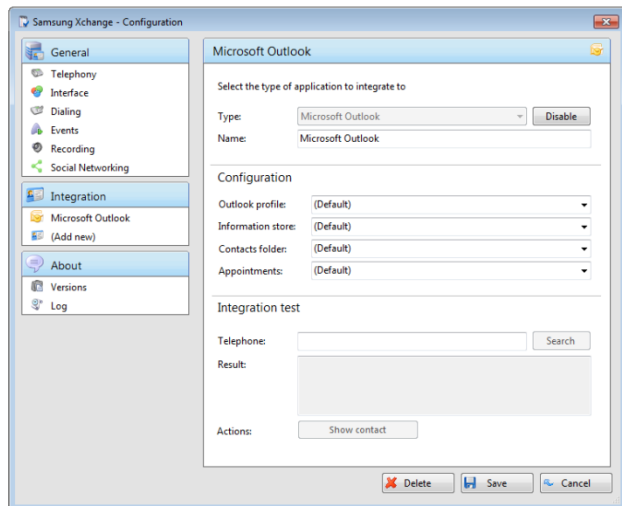 Samsung Xchange - Configuration
General
Telephony
Interface
Dialing
Events
Recording
Social Networking
Integration
Microsoft Outlook
(Add new)
About
Versions
Log
Microsoft Outlook
Select the type of application to integrate to
Type: Microsoft Outlook Disable
Name: Microsoft Outlook
Configuration
Outlook profile: (Default)
Information store: (Default)
Contacts folder: (Default)
Appointments: (Default)
Integration test
Telephone: Search
Result:
Actions: Show contact
Delete Save Cancel